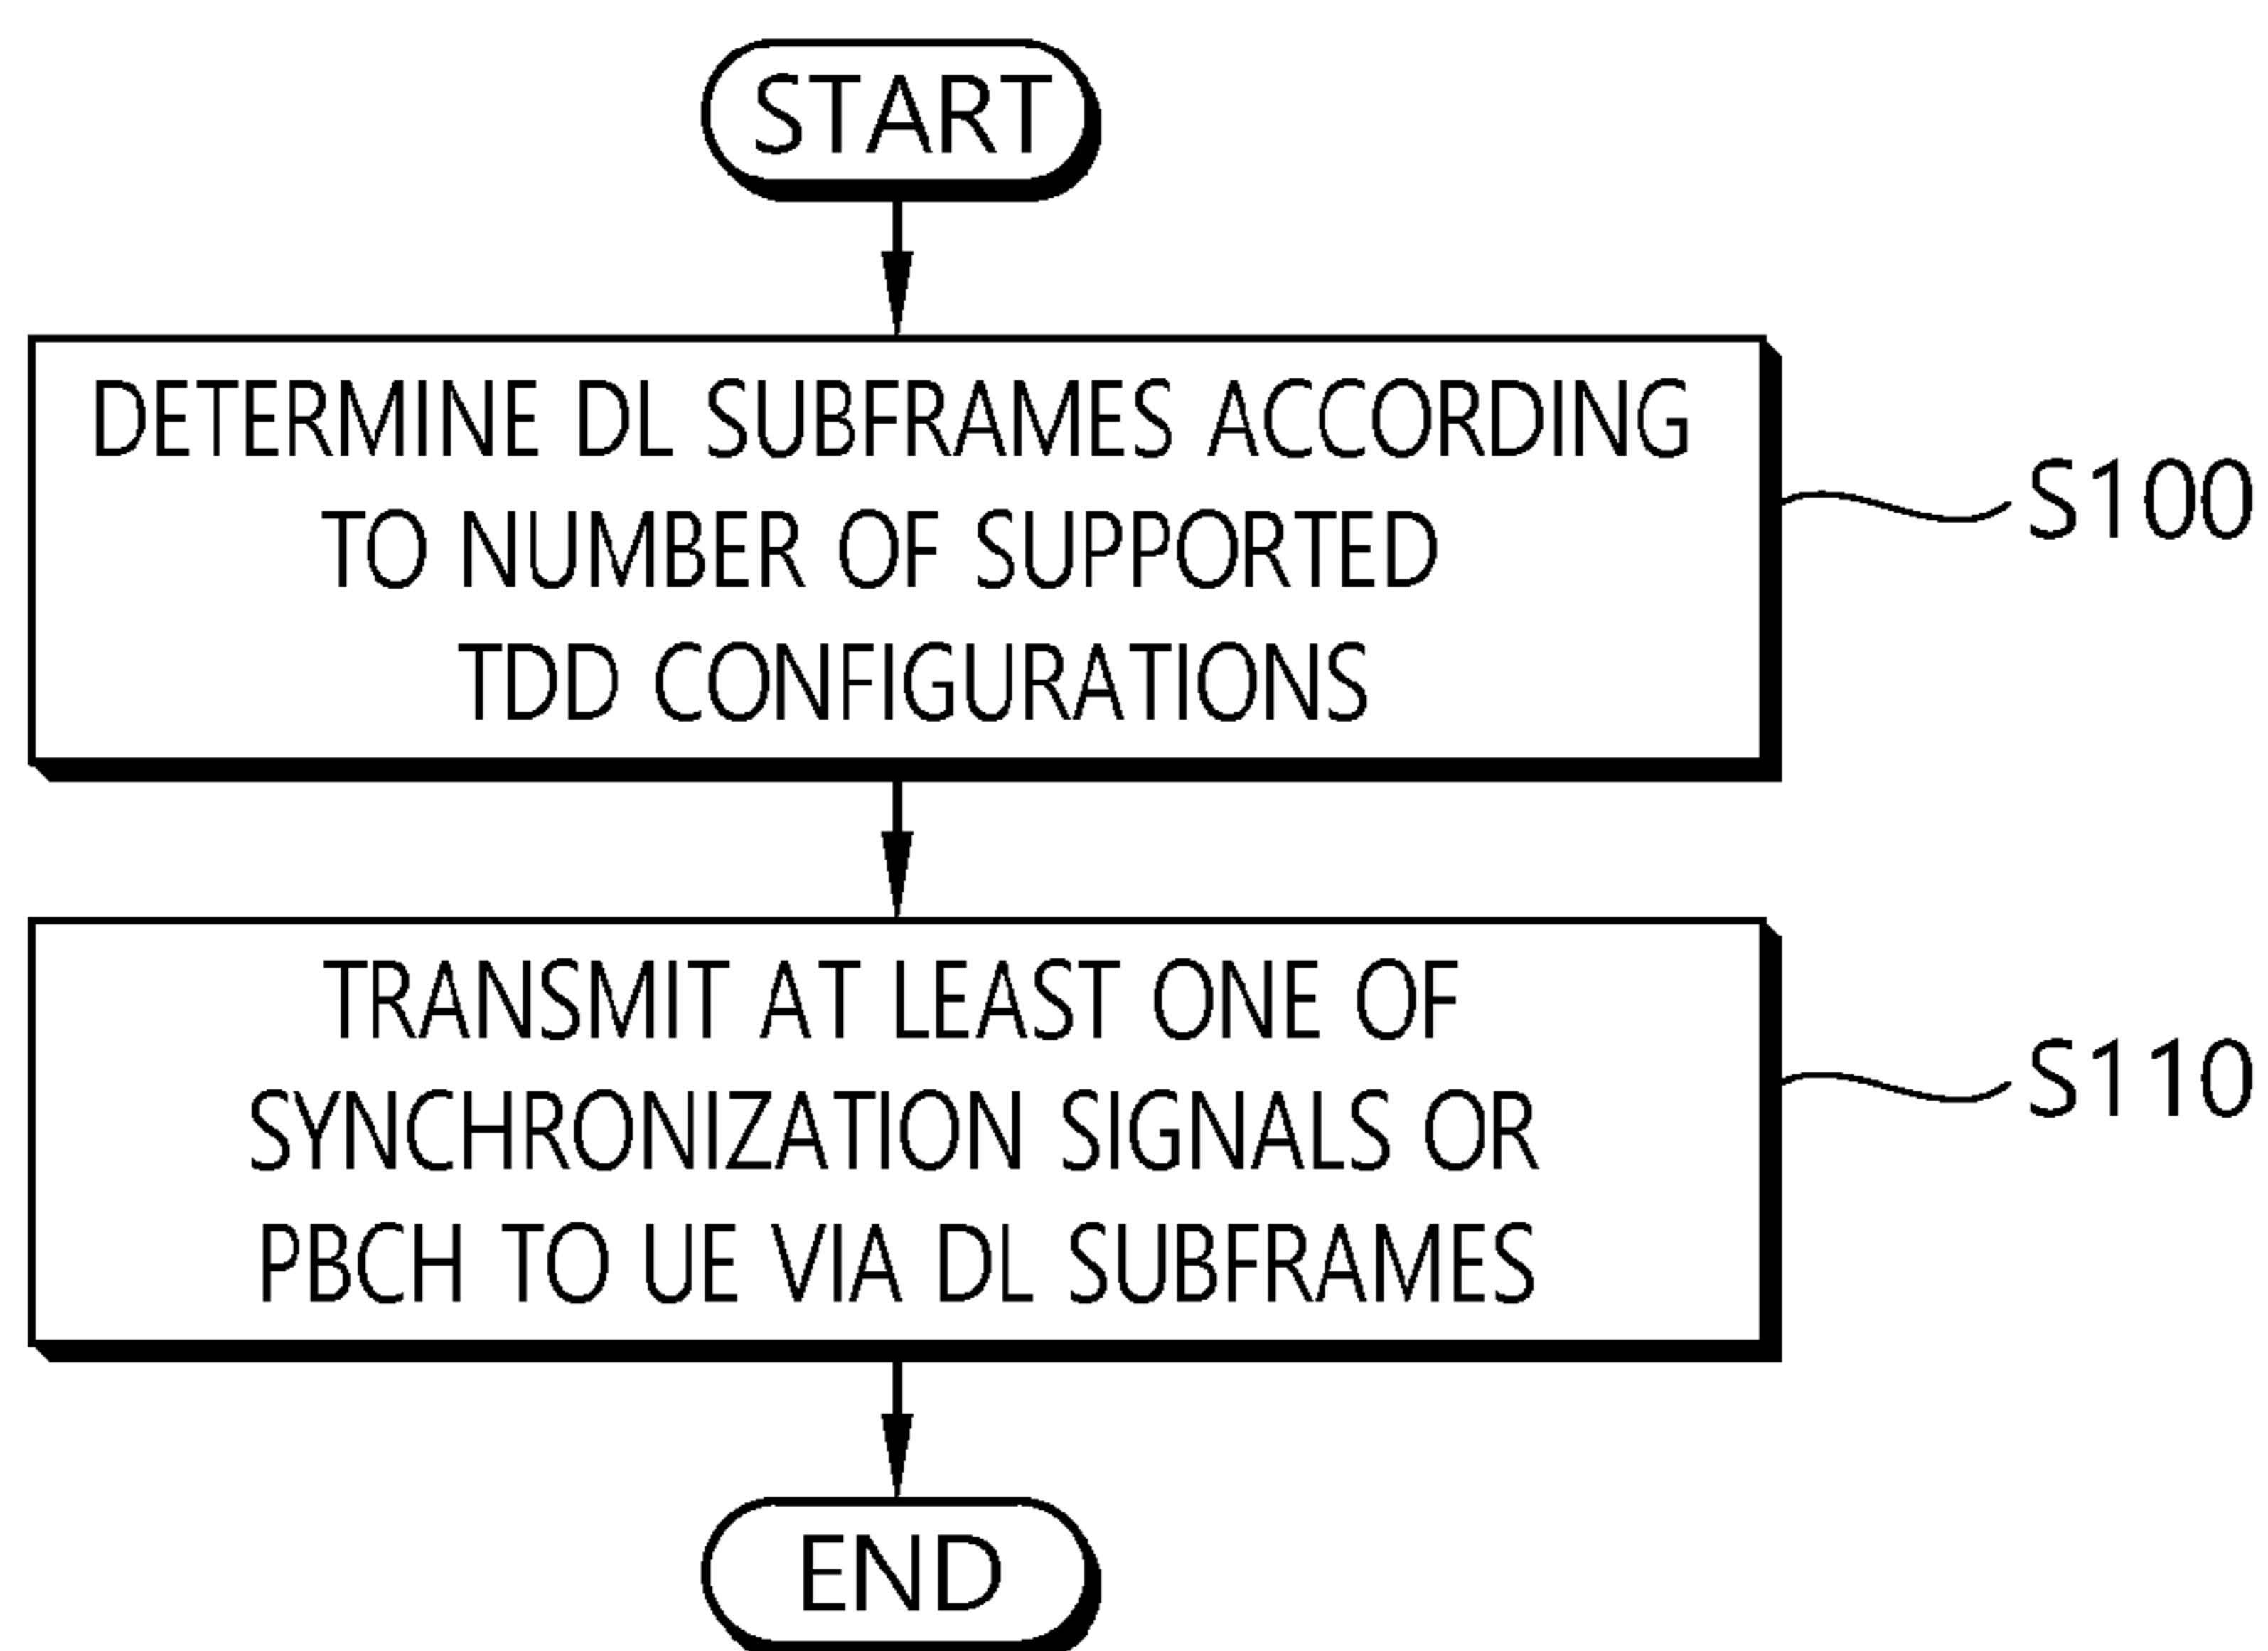 START
DETERMINE DL SUBFRAMES ACCORDING
TO NUMBER OF SUPPORTED
TDD CONFIGURATIONS
S100
TRANSMIT AT LEAST ONE OF
SYNCHRONIZATION SIGNALS OR
PBCH TO UE VIA DL SUBFRAMES
S110
END